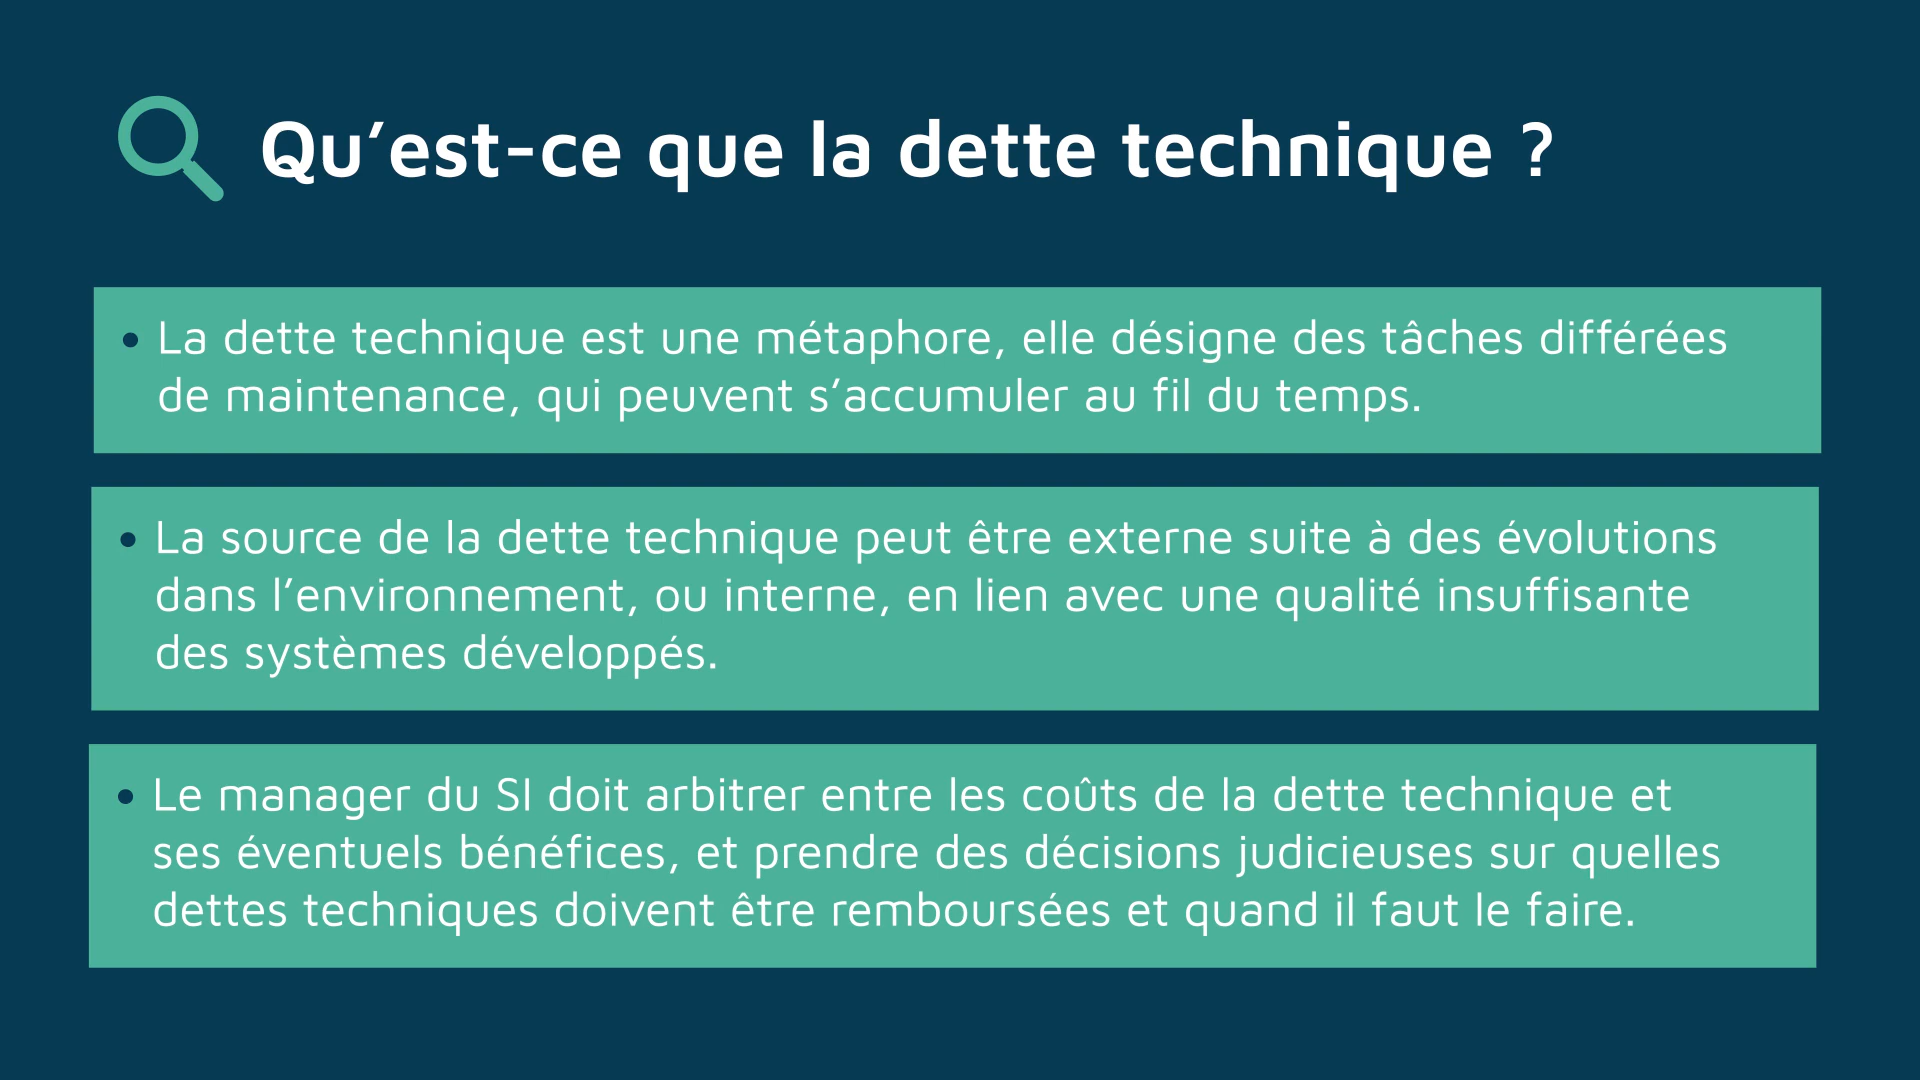 Qu’est-ce que la dette technique ?
• La dette technique est une métaphore, elle désigne des tâches différées
de maintenance, qui peuvent s’accumuler au fil du temps.
• La source de la dette technique peut être externe suite à des évolutions
dans l’environnement, ou interne, en lien avec une qualité insuffisante
des systèmes développés.
• Le manager du SI doit arbitrer entre les coûts de la dette technique et
ses éventuels bénéfices, et prendre des décisions judicieuses sur quelles
dettes techniques doivent être remboursées et quand il faut le faire.